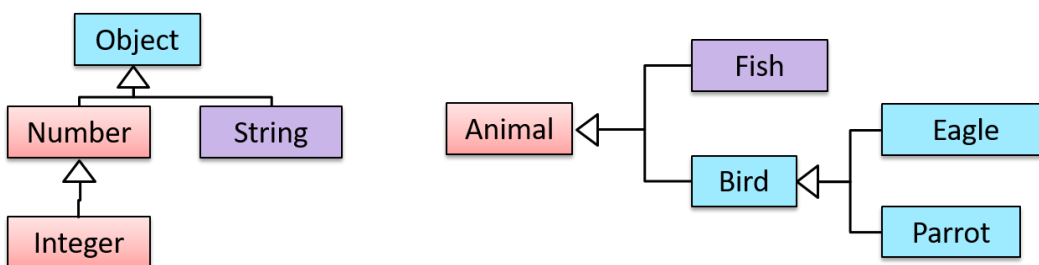 Object
Number
String
Integer
Animal
Fish
Bird
Eagle
Parrot